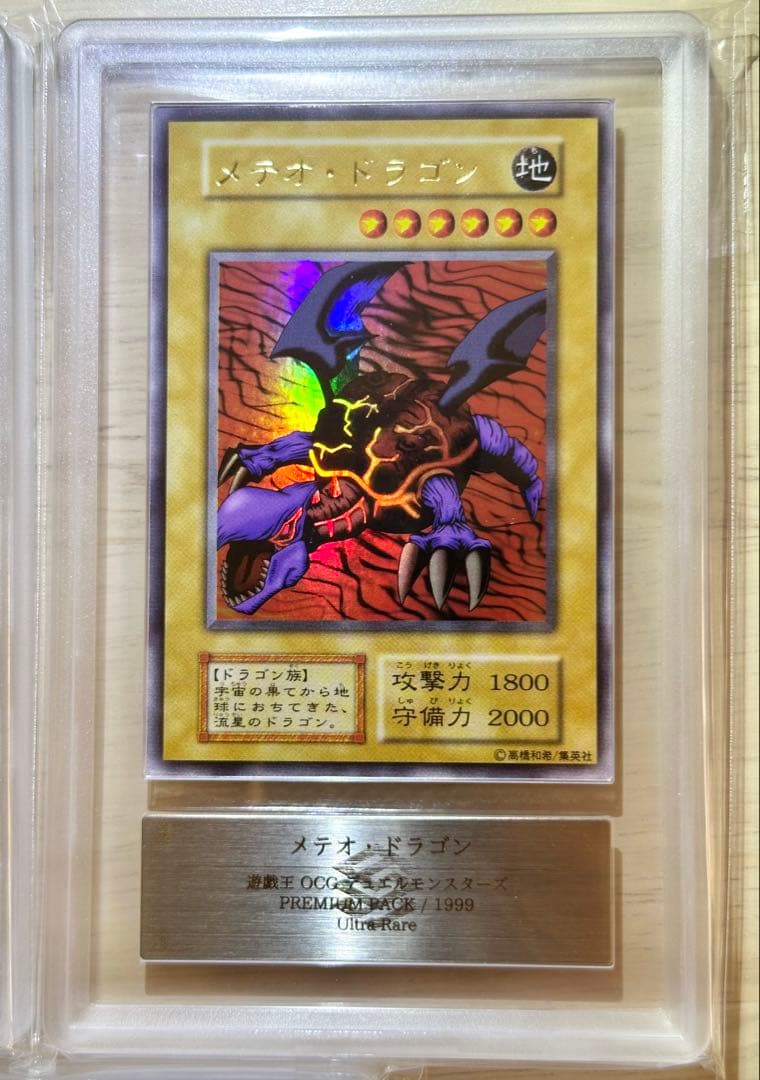 メテオ・ドラゴン
地
【ドラゴン族】
宇宙の果てから地
球におちてきた、
流星のドラゴン。
こう げき りょく
攻撃力 1800
しゅ び りょく
守備力 2000
©高橋和希/集英社
メテオ・ドラゴン
遊戯王 OCG デュエルモンスターズ
PREMIUM PACK / 1999
Ultra Rare